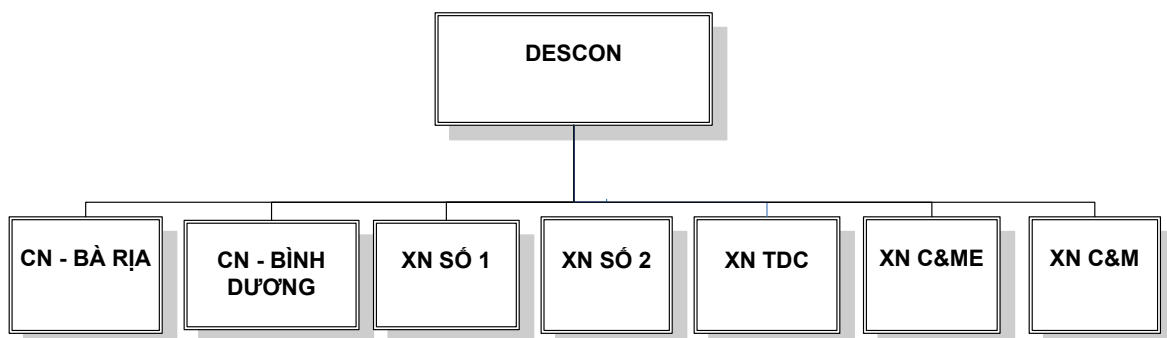 DESCON
CN - BÀ RỊA
CN - BÌNH
DƯƠNG
XN SỐ 1
XN SỐ 2
XN TDC
XN C&ME
XN C&M